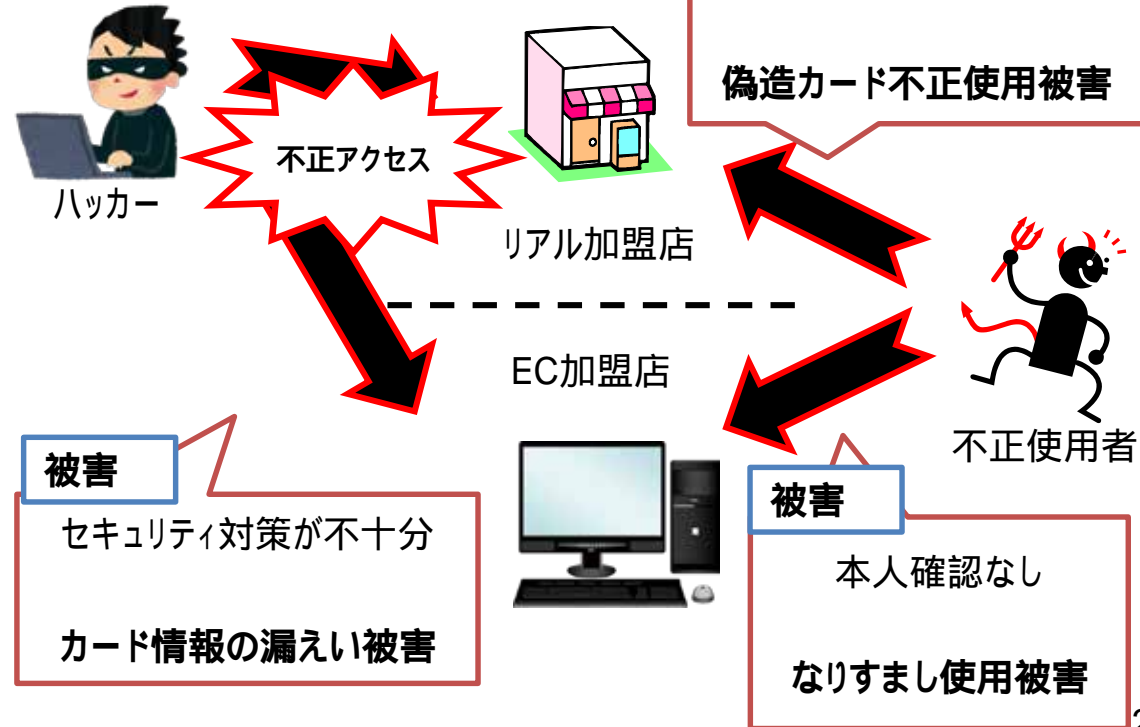 偽造カード不正使用被害
不正アクセス
ハッカー
リアル加盟店
EC加盟店
不正使用者
被害
セキュリティ対策が不十分
カード情報の漏えい被害
被害
本人確認なし
なりすまし使用被害